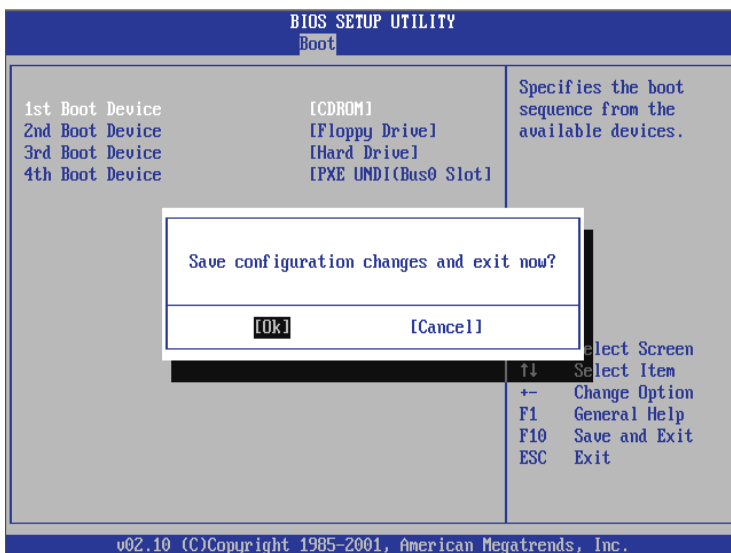 BIOS SETUP UTILITY
Boot
1st Boot Device [CDROM]
2nd Boot Device [Floppy Drive]
3rd Boot Device [Hard Drive]
4th Boot Device [PXE UNDI(Bus0 Slot]
Specifies the boot
sequence from the
available devices.
Save configuration changes and exit now?
[Ok] [Cancel]
elect Screen
↑↓ Select Item
+- Change Option
F1 General Help
F10 Save and Exit
ESC Exit
v02.10 (C)Copyright 1985-2001, American Megatrends, Inc.